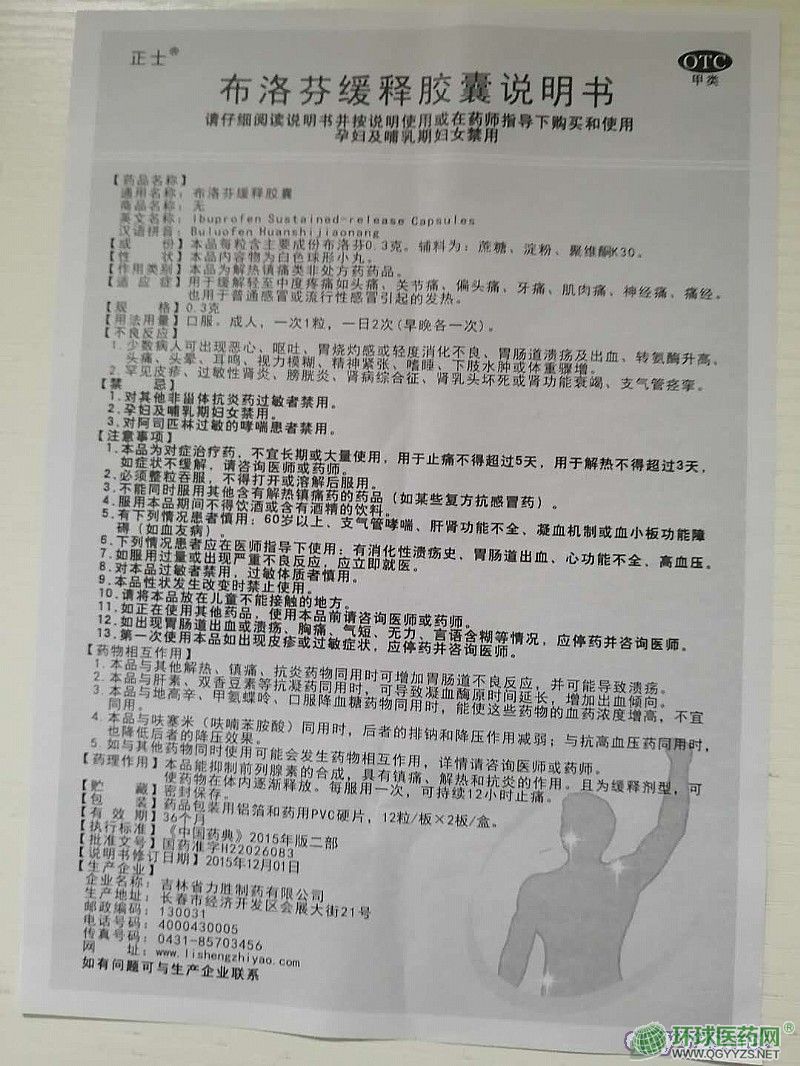 正士®
OTC
甲类
布洛芬缓释胶囊说明书
请仔细阅读说明书并按说明使用或在药师指导下购买和使用
孕妇及哺乳期妇女禁用
【药品名称】
通用名称：布洛芬缓释胶囊
商品名称：无
英文名称：Ibuprofen Sustained-release Capsules
汉语拼音：Buluofen Huanshijiaonang
【成　　份】本品每粒含主要成份布洛芬0.3克。辅料为：蔗糖、淀粉、聚维酮K30。
【性　　状】本品内容物为白色球形小丸。
【作用类别】本品为解热镇痛类非处方药药品。
【适 应 症】用于缓解轻至中度疼痛如头痛、关节痛、偏头痛、牙痛、肌肉痛、神经痛、痛经。
也用于普通感冒或流行性感冒引起的发热。
【规　　格】0.3克
【用法用量】口服。成人，一次1粒，一日2次(早晚各一次)。
【不良反应】
1.少数病人可出现恶心、呕吐、胃烧灼感或轻度消化不良、胃肠道溃疡及出血、转氨酶升高、
头痛、头晕、耳鸣、视力模糊、精神紧张、嗜睡、下肢水肿或体重骤增。
2.罕见皮疹、过敏性肾炎、膀胱炎、肾病综合征、肾乳头坏死或肾功能衰竭、支气管痉挛。
【禁　　忌】
1.对其他非甾体抗炎药过敏者禁用。
2.孕妇及哺乳期妇女禁用。
3.对阿司匹林过敏的哮喘患者禁用。
【注意事项】
1.本品为对症治疗药，不宜长期或大量使用，用于止痛不得超过5天，用于解热不得超过3天，
如症状不缓解，请咨询医师或药师。
2.必须整粒吞服，不得打开或溶解后服用。
3.不能同时服用其他含有解热镇痛药的药品（如某些复方抗感冒药）。
4.服用本品期间不得饮酒或含有酒精的饮料。
5.有下列情况患者慎用：60岁以上、支气管哮喘、肝肾功能不全、凝血机制或血小板功能障
碍（如血友病）。
6.下列情况患者应在医师指导下使用：有消化性溃疡史、胃肠道出血、心功能不全、高血压。
7.如服用过量或出现严重不良反应，应立即就医。
8.对本品过敏者禁用，过敏体质者慎用。
9.本品性状发生改变时禁止使用。
10.请将本品放在儿童不能接触的地方。
11.如正在使用其他药品，使用本品前请咨询医师或药师。
12.如出现胃肠道出血或溃疡、胸痛、气短、无力、言语含糊等情况，应停药并咨询医师。
13.第一次使用本品如出现皮疹或过敏症状，应停药并咨询医师。
【药物相互作用】
1.本品与其他解热、镇痛、抗炎药物同用时可增加胃肠道不良反应，并可能导致溃疡。
2.本品与肝素、双香豆素等抗凝药同用时，可导致凝血酶原时间延长，增加出血倾向。
3.本品与地高辛、甲氨蝶呤、口服降血糖药物同用时，能使这些药物的血药浓度增高，不宜
同用。
4.本品与呋塞米（呋喃苯胺酸）同用时，后者的排钠和降压作用减弱；与抗高血压药同用时，
也降低后者的降压效果。
5.如与其他药物同时使用可能会发生药物相互作用，详情请咨询医师或药师。
【药理作用】本品能抑制前列腺素的合成，具有镇痛、解热和抗炎的作用。且为缓释剂型，可
使药物在体内逐渐释放。每服用一次，可持续12小时止痛。
【贮　　藏】密封保存。
【包　　装】药品包装用铝箔和药用PVC硬片，12粒/板×2板/盒。
【有 效 期】36个月
【执行标准】《中国药典》2015年版二部
【批准文号】国药准字H22026083
【说明书修订日期】2015年12月01日
【生产企业】
企业名称：吉林省力胜制药有限公司
生产地址：长春市经济开发区会展大街21号
邮政编码：130031
电话号码：4000430005
传真号码：0431-85703456
网　　址：www.lishengzhiyao.com
如有问题可与生产企业联系
环球医药网®
WWW.QGYYZS.NET